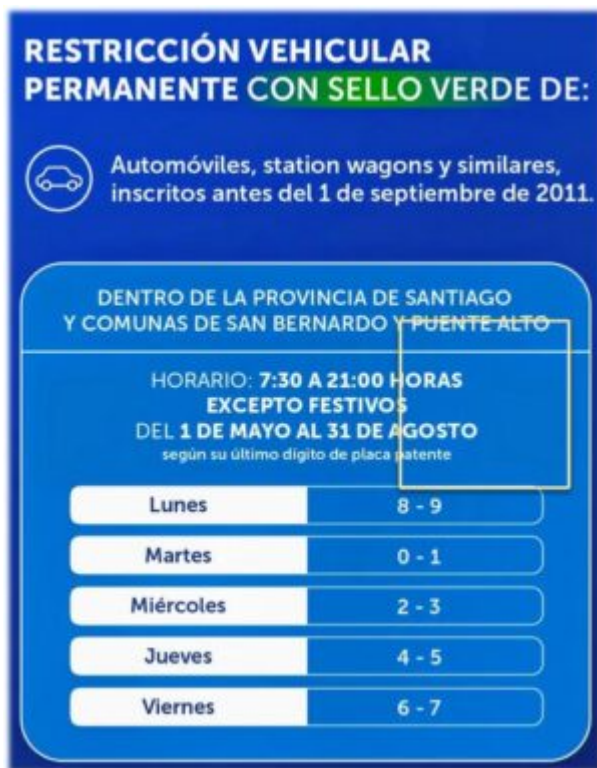 RESTRICCIÓN VEHICULAR
PERMANENTE CON SELLO VERDE DE:
Automóviles, station wagons y similares,
inscritos antes del 1 de septiembre de 2011.
DENTRO DE LA PROVINCIA DE SANTIAGO
Y COMUNAS DE SAN BERNARDO Y PUENTE ALTO
HORARIO: 7:30 A 21:00 HORAS
EXCEPTO FESTIVOS
DEL 1 DE MAYO AL 31 DE AGOSTO
según su último dígito de placa patente
Lunes 8 - 9
Martes 0 - 1
Miércoles 2 - 3
Jueves 4 - 5
Viernes 6 - 7